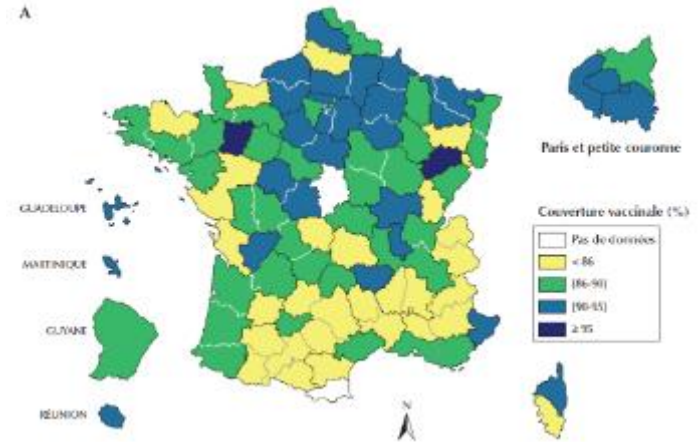 A
Paris et petite couronne
GUADELOUPE
MARTINIQUE
GUYANE
RÉUNION
Couverture vaccinale (%)
Pas de données
< 86
[86-90)
[90-95)
≥ 95
N